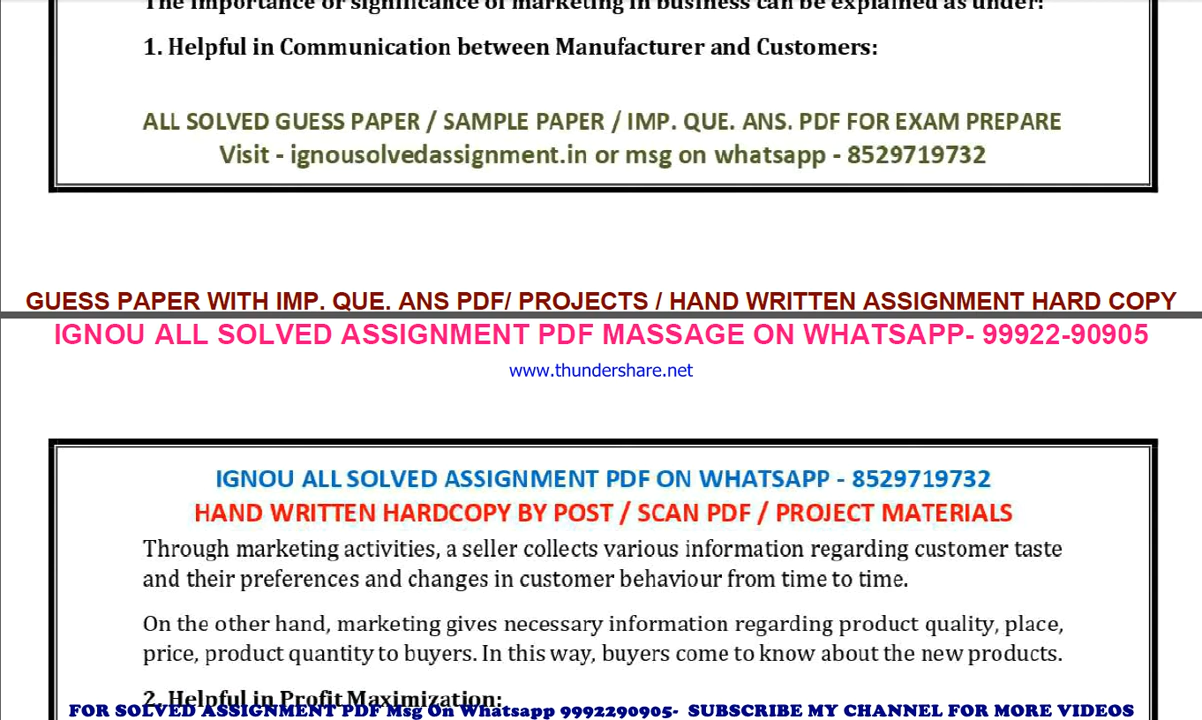 The importance or significance of marketing in business can be explained as under:
1. Helpful in Communication between Manufacturer and Customers:
ALL SOLVED GUESS PAPER / SAMPLE PAPER / IMP. QUE. ANS. PDF FOR EXAM PREPARE
Visit - ignousolvedassignment.in or msg on whatsapp - 8529719732
GUESS PAPER WITH IMP. QUE. ANS PDF/ PROJECTS / HAND WRITTEN ASSIGNMENT HARD COPY
IGNOU ALL SOLVED ASSIGNMENT PDF MASSAGE ON WHATSAPP- 99922-90905
www.thundershare.net
IGNOU ALL SOLVED ASSIGNMENT PDF ON WHATSAPP - 8529719732
HAND WRITTEN HARDCOPY BY POST / SCAN PDF / PROJECT MATERIALS
Through marketing activities, a seller collects various information regarding customer taste
and their preferences and changes in customer behaviour from time to time.
On the other hand, marketing gives necessary information regarding product quality, place,
price, product quantity to buyers. In this way, buyers come to know about the new products.
2. Helpful in Profit Maximization:
FOR SOLVED ASSIGNMENT PDF Msg On Whatsapp 9992290905- SUBSCRIBE MY CHANNEL FOR MORE VIDEOS